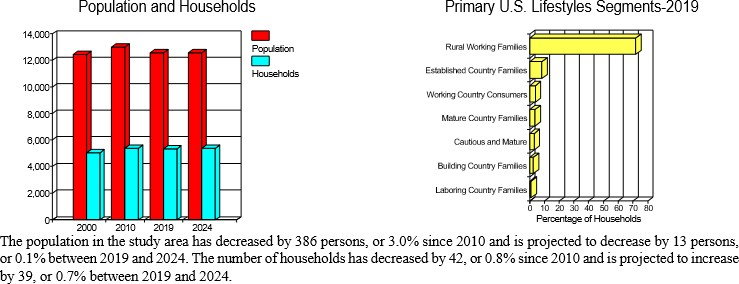 Population and Households
14,000
12,000
10,000
8,000
6,000
4,000
2,000
0
2000 2010 2019 2024
Population
Households
Primary U.S. Lifestyles Segments-2019
Rural Working Families
Established Country Families
Working Country Consumers
Mature Country Families
Cautious and Mature
Building Country Families
Laboring Country Families
0 10 20 30 40 50 60 70 80
Percentage of Households
The population in the study area has decreased by 386 persons, or 3.0% since 2010 and is projected to decrease by 13 persons,
or 0.1% between 2019 and 2024. The number of households has decreased by 42, or 0.8% since 2010 and is projected to increase
by 39, or 0.7% between 2019 and 2024.